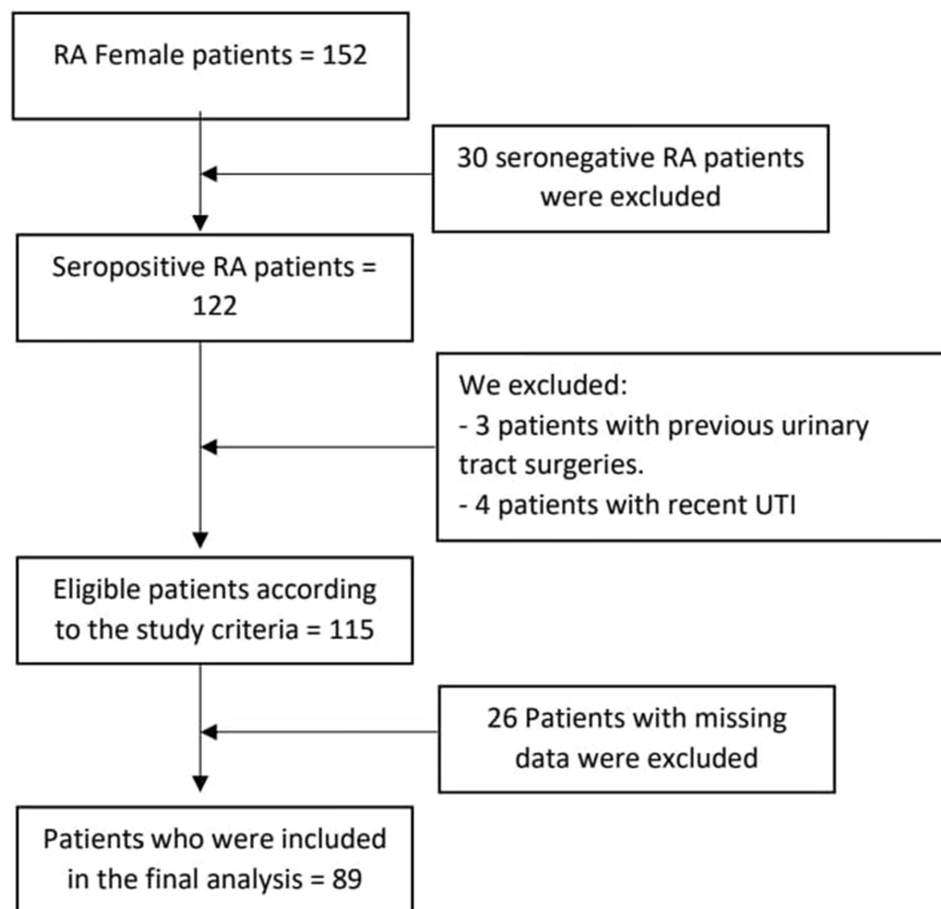 RA Female patients = 152
30 seronegative RA patients
were excluded
Seropositive RA patients =
122
We excluded:
- 3 patients with previous urinary
tract surgeries.
- 4 patients with recent UTI
Eligible patients according
to the study criteria = 115
26 Patients with missing
data were excluded
Patients who were included
in the final analysis = 89